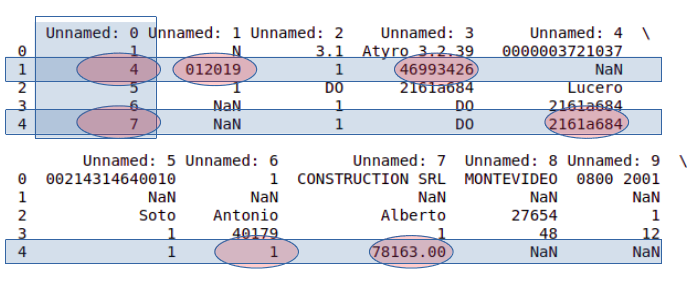 Unnamed: 0 Unnamed: 1 Unnamed: 2 Unnamed: 3 Unnamed: 4 \
0 1 N 3.1 Atyro 3.2.39 0000003721037
1 4 012019 1 46993426 NaN
2 5 1 DO 2161a684 Lucero
3 6 NaN 1 DO 2161a684
4 7 NaN 1 DO 2161a684
Unnamed: 5 Unnamed: 6 Unnamed: 7 Unnamed: 8 Unnamed: 9 \
0 00214314640010 1 CONSTRUCTION SRL MONTEVIDEO 0800 2001
1 NaN NaN NaN NaN NaN
2 Soto Antonio Alberto 27654 1
3 1 40179 1 48 12
4 1 1 78163.00 NaN NaN